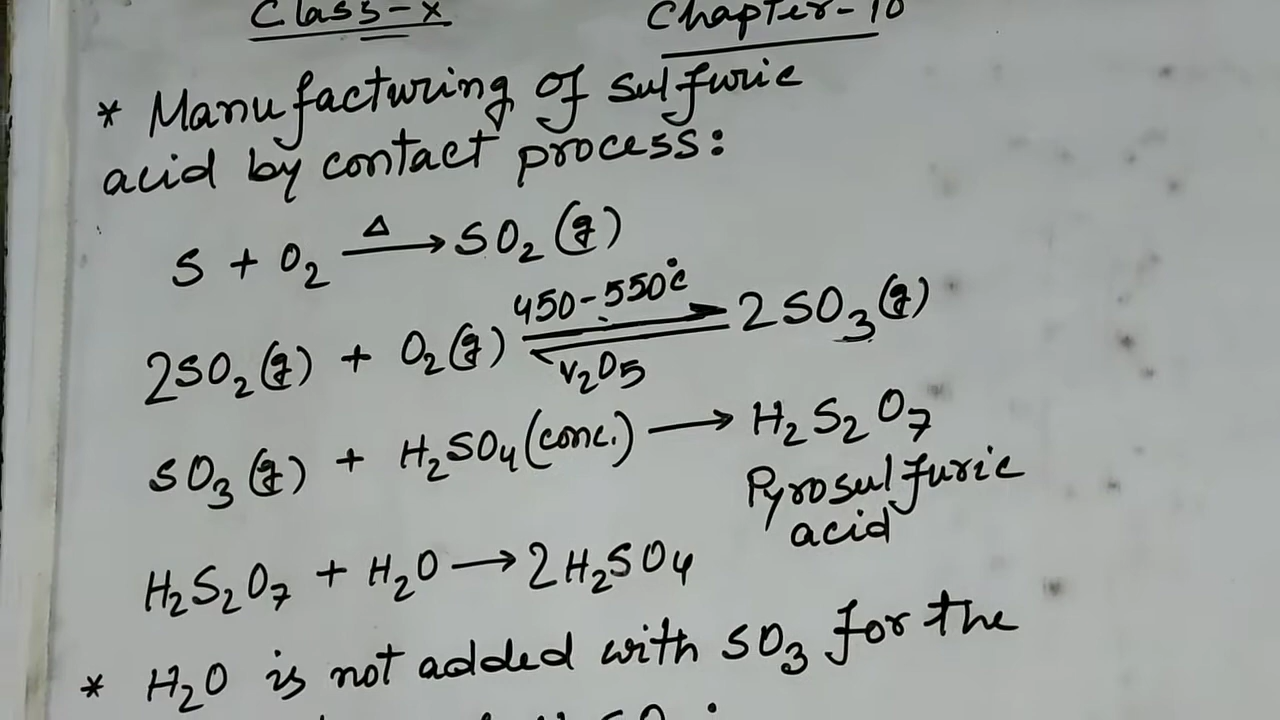 Class-X Chapter-10
* Manufacturing of sulfuric
acid by contact process:
S + O₂ —Δ→ SO₂ (g)
450-550°C
2SO₂(g) + O₂(g) ⇌ 2SO₃(g)
V₂O₅
SO₃(g) + H₂SO₄(conc.) → H₂S₂O₇
Pyrosulfuric
acid
H₂S₂O₇ + H₂O → 2H₂SO₄
* H₂O is not added with SO₃ for the